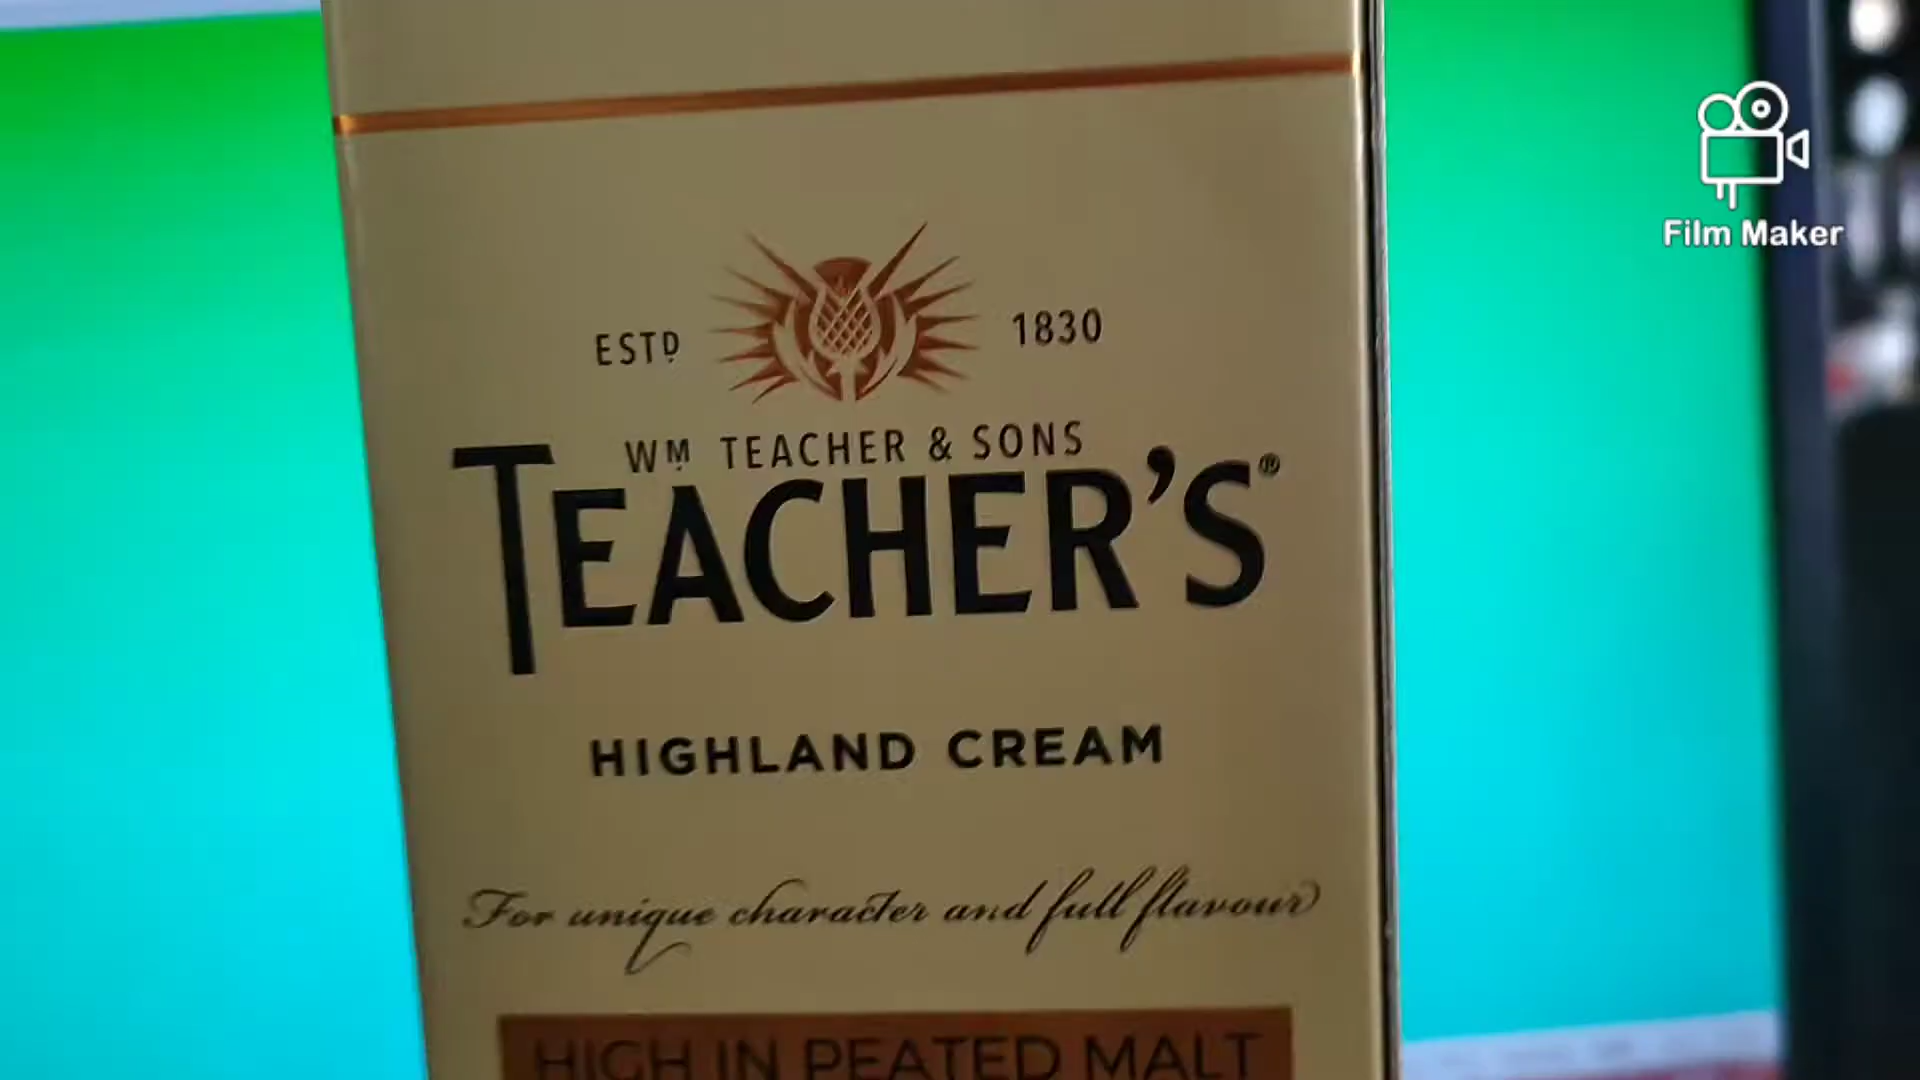 Film Maker
ESTD 1830
WM TEACHER & SONS
TEACHER'S®
HIGHLAND CREAM
For unique character and full flavour
HIGH IN PEATED MALT